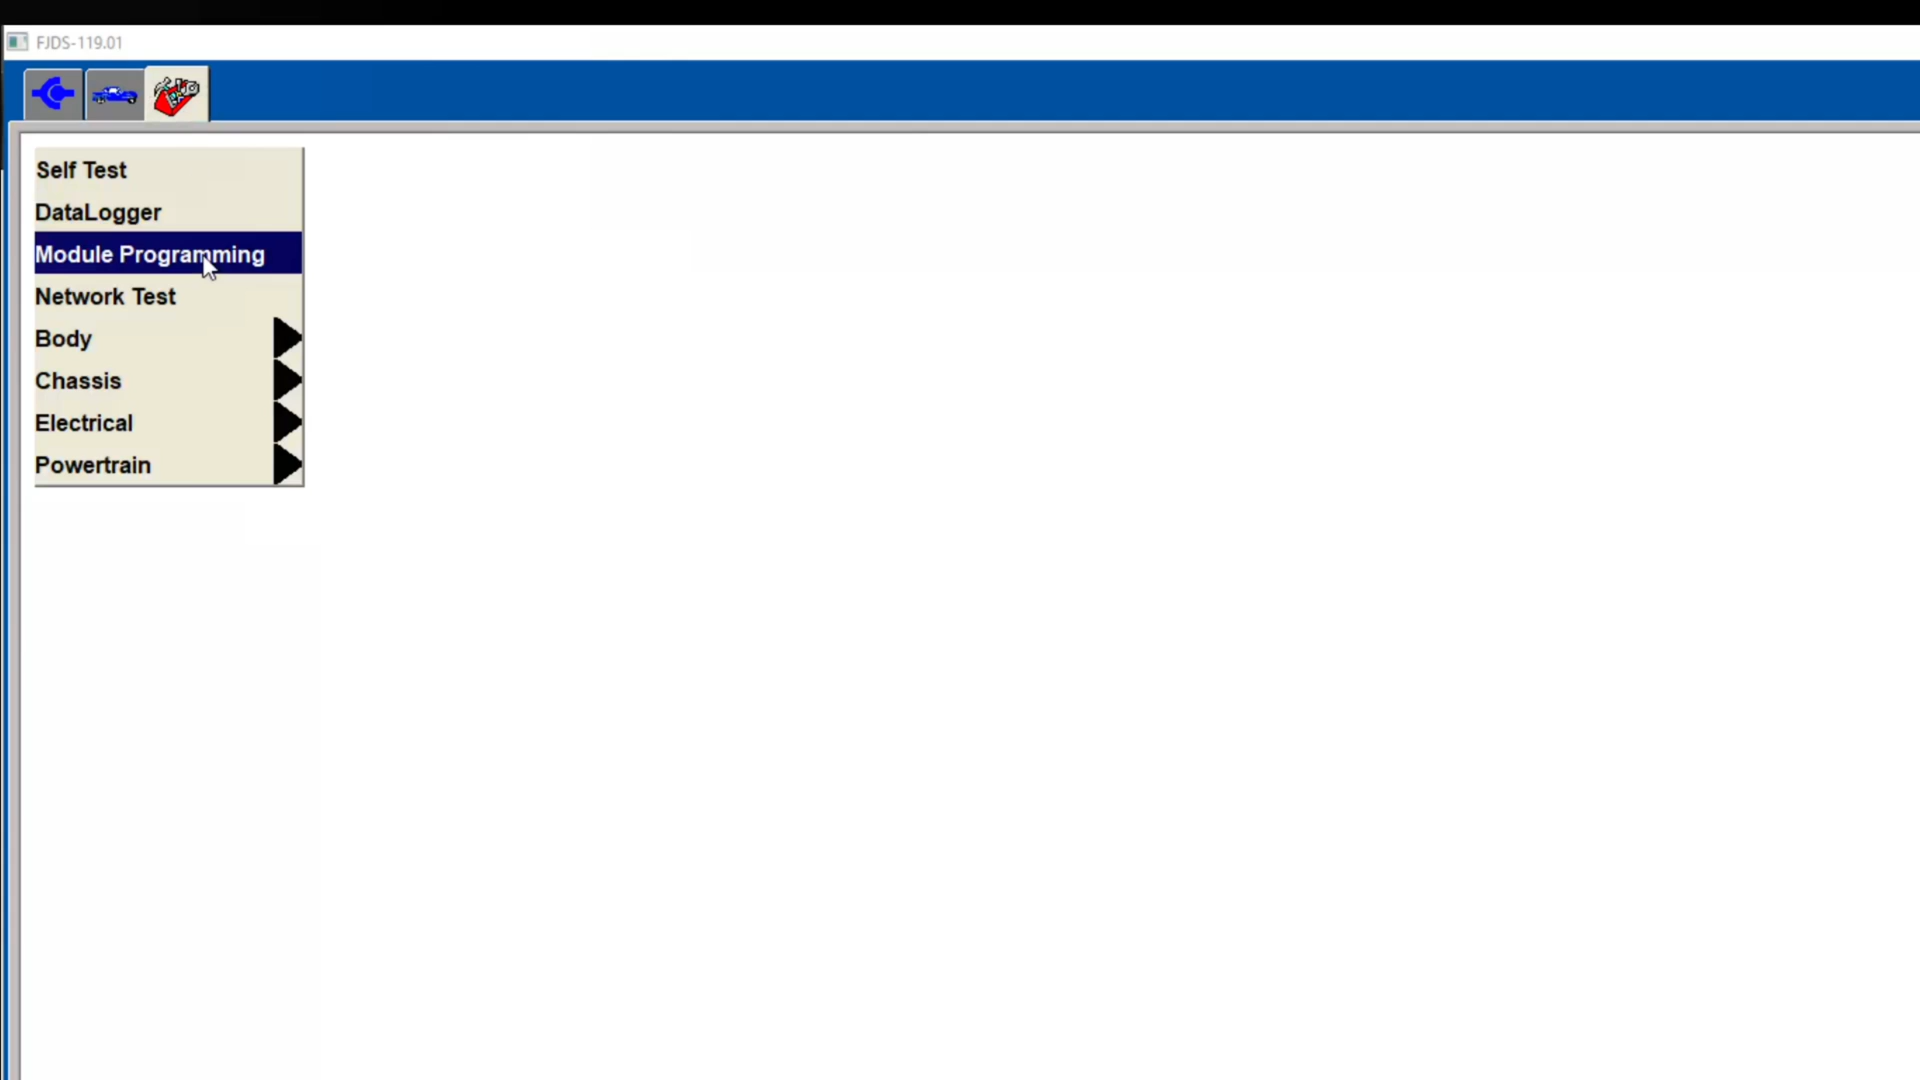 FJDS-119.01
Self Test
DataLogger
Module Programming
Network Test
Body
Chassis
Electrical
Powertrain